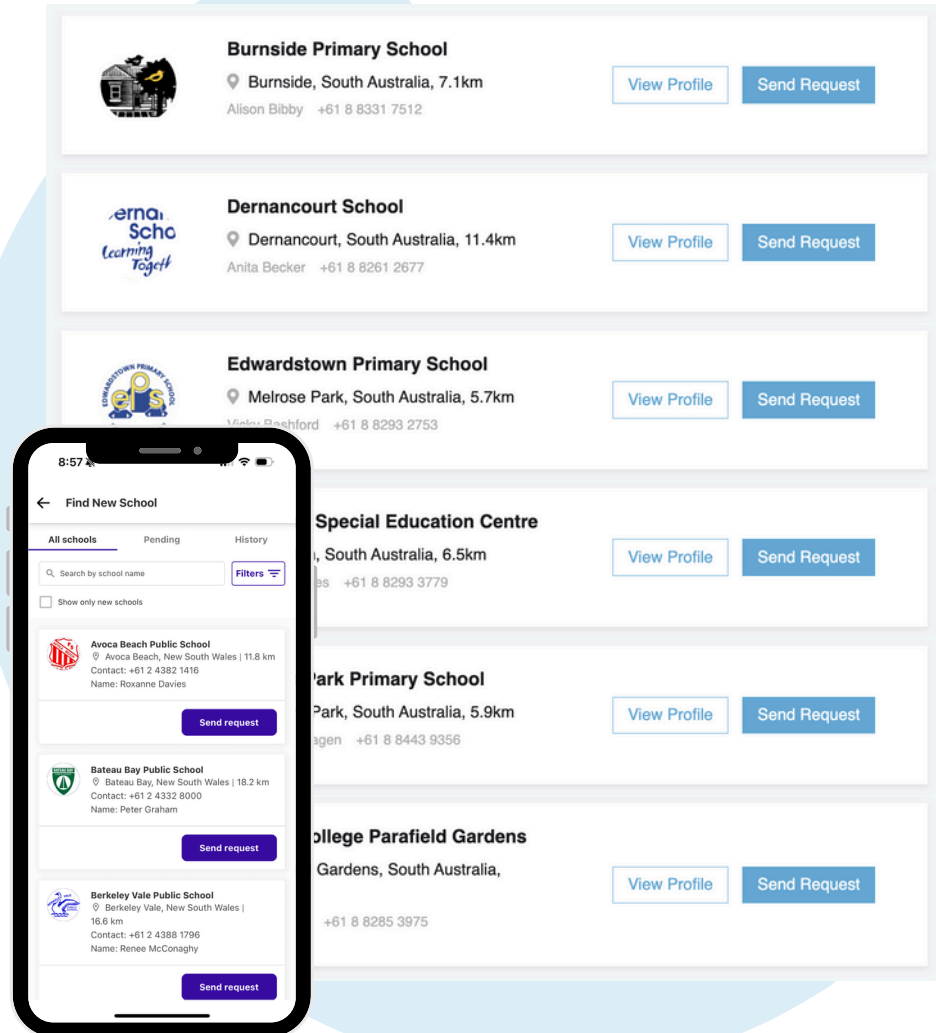 Burnside Primary School
Burnside, South Australia, 7.1km
Alison Bibby +61 8 8331 7512
View Profile
Send Request
Scho
Learning
Dernancourt School
Dernancourt, South Australia, 11.4km
Anita Becker +61 8 8261 2677
View Profile
Send Request
EDWARDSTOWN PRIMARY SCHOOL
ePs
Edwardstown Primary School
Melrose Park, South Australia, 5.7km
Vicky Rashford +61 8 8293 2753
View Profile
Send Request
Special Education Centre
, South Australia, 6.5km
+61 8 8293 3779
View Profile
Send Request
Park Primary School
Park, South Australia, 5.9km
+61 8 8443 9356
View Profile
Send Request
College Parafield Gardens
Gardens, South Australia,
+61 8 8285 3975
View Profile
Send Request
8:57
Find New School
All schools
Pending
History
Search by school name
Filters
Show only new schools
Avoca Beach Public School
Avoca Beach, New South Wales | 11.8 km
Contact: +61 2 4382 1416
Name: Roxanne Davies
Send request
BATEAU BAY
Bateau Bay Public School
Bateau Bay, New South Wales | 18.2 km
Contact: +61 2 4332 8000
Name: Peter Graham
Send request
Berkeley Vale Public School
Berkeley Vale, New South Wales |
16.6 km
Contact: +61 2 4388 1796
Name: Renee McConaghy
Send request